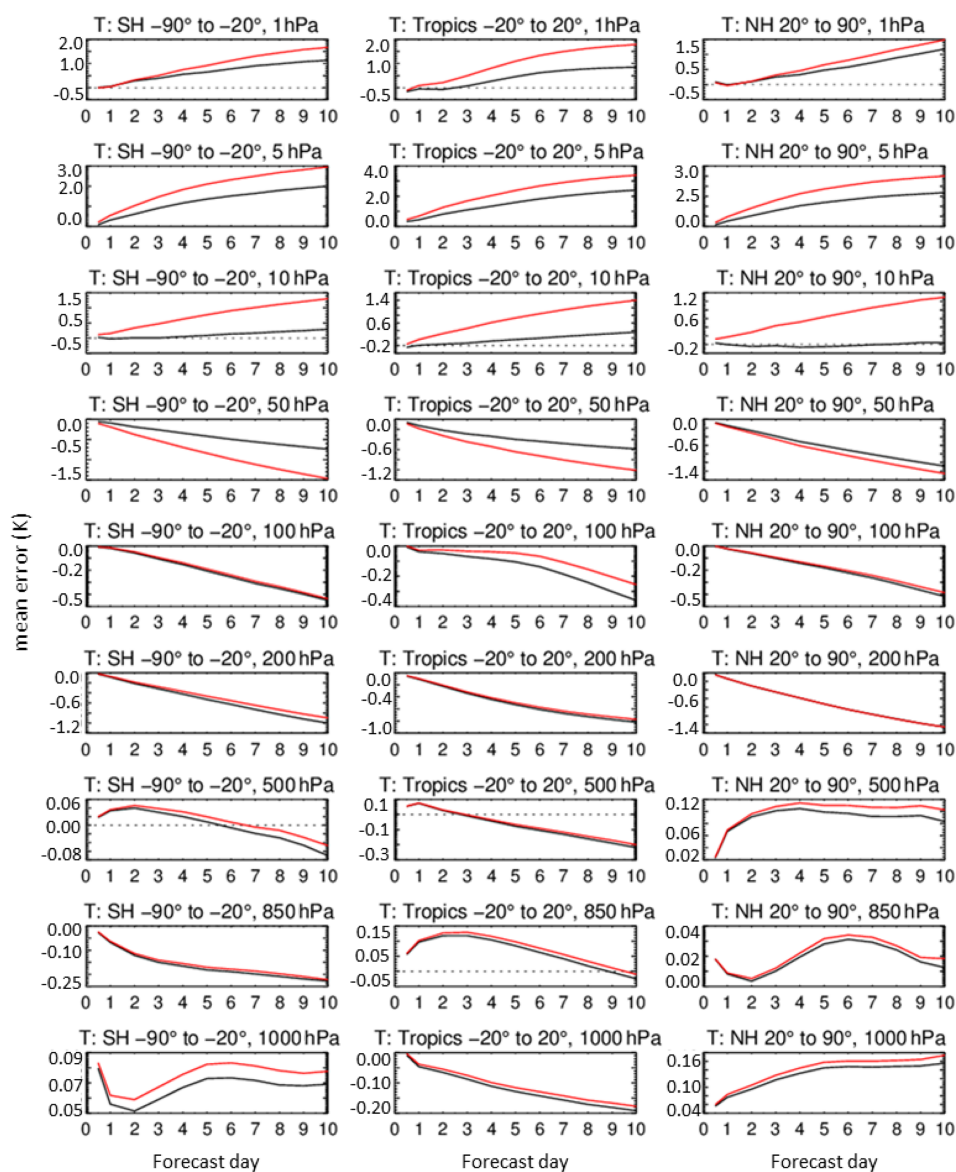 T: SH −90° to −20°, 1hPa T: Tropics −20° to 20°, 1hPa T: NH 20° to 90°, 1hPa
2.0 2.0 1.5
1.0 1.0 0.5
-0.5 -0.5 -0.5
0 1 2 3 4 5 6 7 8 9 10 0 1 2 3 4 5 6 7 8 9 10 0 1 2 3 4 5 6 7 8 9 10
T: SH −90° to −20°, 5 hPa T: Tropics −20° to 20°, 5 hPa T: NH 20° to 90°, 5 hPa
3.0 4.0 3.0
2.0 2.0 2.5
0.0 0.0 0.0
0 1 2 3 4 5 6 7 8 9 10 0 1 2 3 4 5 6 7 8 9 10 0 1 2 3 4 5 6 7 8 9 10
T: SH −90° to −20°, 10 hPa T: Tropics −20° to 20°, 10 hPa T: NH 20° to 90°, 10 hPa
1.5 1.4 1.2
0.5 0.6 0.6
-0.5 -0.2 -0.2
0 1 2 3 4 5 6 7 8 9 10 0 1 2 3 4 5 6 7 8 9 10 0 1 2 3 4 5 6 7 8 9 10
T: SH −90° to −20°, 50 hPa T: Tropics −20° to 20°, 50 hPa T: NH 20° to 90°, 50 hPa
0.0 0.0 0.0
-0.5 -0.6 -0.6
-1.5 -1.2 -1.4
0 1 2 3 4 5 6 7 8 9 10 0 1 2 3 4 5 6 7 8 9 10 0 1 2 3 4 5 6 7 8 9 10
mean error (K)
T: SH −90° to −20°, 100 hPa T: Tropics −20° to 20°, 100 hPa T: NH 20° to 90°, 100 hPa
0.0 0.0 0.0
-0.2 -0.2 -0.2
-0.5 -0.4 -0.5
0 1 2 3 4 5 6 7 8 9 10 0 1 2 3 4 5 6 7 8 9 10 0 1 2 3 4 5 6 7 8 9 10
T: SH −90° to −20°, 200 hPa T: Tropics −20° to 20°, 200 hPa T: NH 20° to 90°, 200 hPa
0.0 0.0 0.0
-0.6 -0.4 -0.6
-1.2 -1.0 -1.4
0 1 2 3 4 5 6 7 8 9 10 0 1 2 3 4 5 6 7 8 9 10 0 1 2 3 4 5 6 7 8 9 10
T: SH −90° to −20°, 500 hPa T: Tropics −20° to 20°, 500 hPa T: NH 20° to 90°, 500 hPa
0.06 0.1 0.12
0.00 -0.1 0.06
-0.08 -0.3 0.02
0 1 2 3 4 5 6 7 8 9 10 0 1 2 3 4 5 6 7 8 9 10 0 1 2 3 4 5 6 7 8 9 10
T: SH −90° to −20°, 850 hPa T: Tropics −20° to 20°, 850 hPa T: NH 20° to 90°, 850 hPa
0.00 0.15 0.04
-0.10 0.05 0.02
-0.25 -0.05 0.00
0 1 2 3 4 5 6 7 8 9 10 0 1 2 3 4 5 6 7 8 9 10 0 1 2 3 4 5 6 7 8 9 10
T: SH −90° to −20°, 1000 hPa T: Tropics −20° to 20°, 1000 hPa T: NH 20° to 90°, 1000 hPa
0.09 0.00 0.16
0.07 -0.10 0.10
0.05 -0.20 0.04
0 1 2 3 4 5 6 7 8 9 10 0 1 2 3 4 5 6 7 8 9 10 0 1 2 3 4 5 6 7 8 9 10
Forecast day Forecast day Forecast day